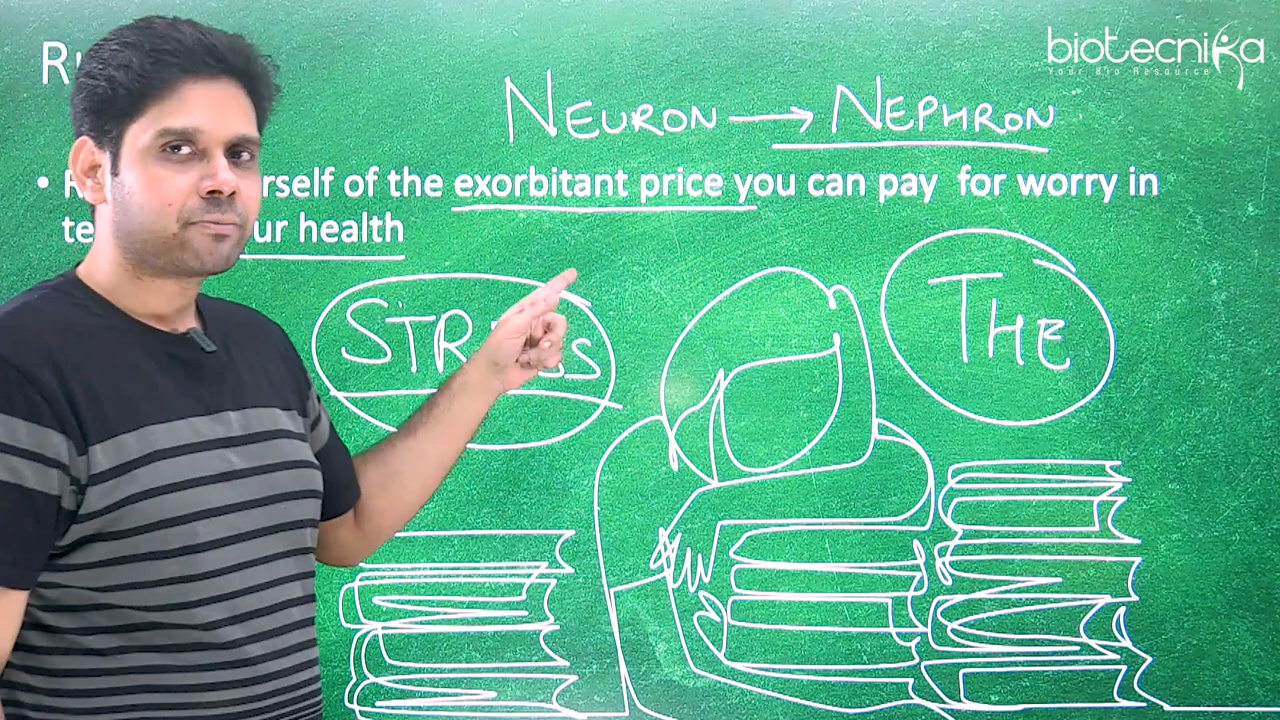 biotecnika
Your Bio Resource
NEURON → NEPHRON
rself of the exorbitant price you can pay for worry in
ur health
STRESS
THE